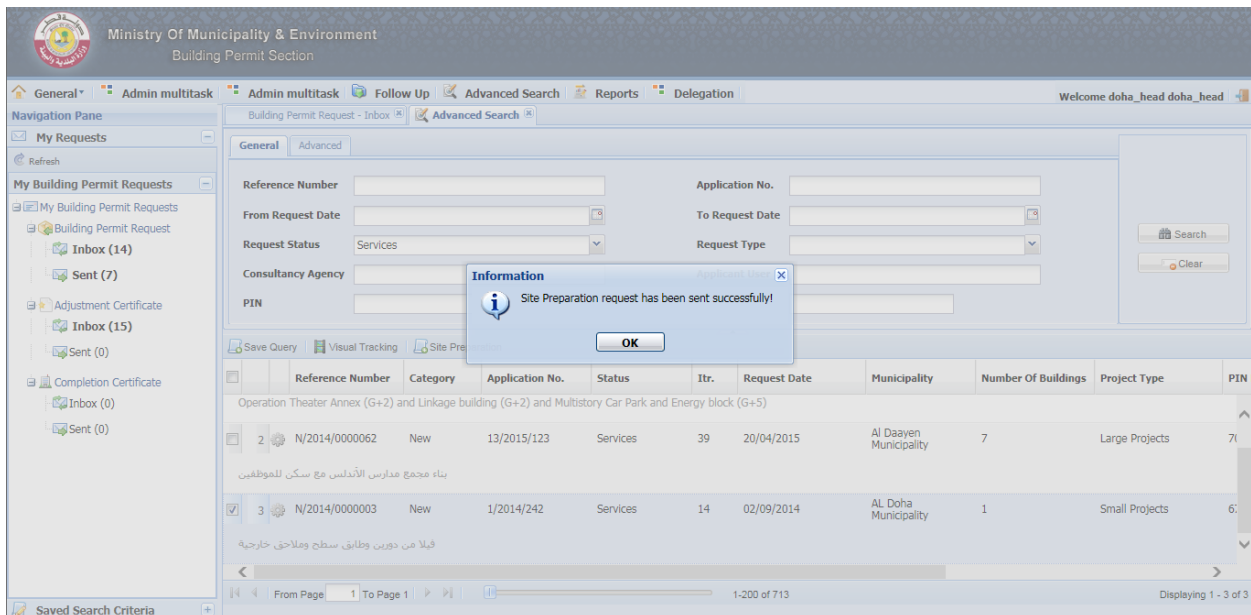 Ministry Of Municipality & Environment
Building Permit Section
General Admin multitask Admin multitask Follow Up Advanced Search Reports Delegation Welcome doha_head doha_head
Navigation Pane
Building Permit Request - Inbox Advanced Search
My Requests
General Advanced
Refresh
My Building Permit Requests
Reference Number Application No.
My Building Permit Requests
From Request Date To Request Date
Building Permit Request
Search
Request Status Services Request Type
Inbox (14)
Clear
Consultancy Agency
Sent (7)
PIN
Information
Site Preparation request has been sent successfully!
OK
Adjustment Certificate
Inbox (15)
Sent (0)
Save Query Visual Tracking Site
Completion Certificate
Inbox (0)
Sent (0)
Reference Number Category Application No. Status Itr. Request Date Municipality Number Of Buildings Project Type PIN
Operation Theater Annex (G+2) and Linkage building (G+2) and Multistory Car Park and Energy block (G+5)
2 N/2014/0000062 New 13/2015/123 Services 39 20/04/2015 Al Daayen Municipality 7 Large Projects
بناء مجمع مدارس الأندلس مع سكن للموظفين
3 N/2014/0000003 New 1/2014/242 Services 14 02/09/2014 AL Doha Municipality 1 Small Projects
فيلا من دورين وطابق سطح وملاحق خارجية
From Page 1 To Page 1 1-200 of 713 Displaying 1 - 3 of 3
Saved Search Criteria